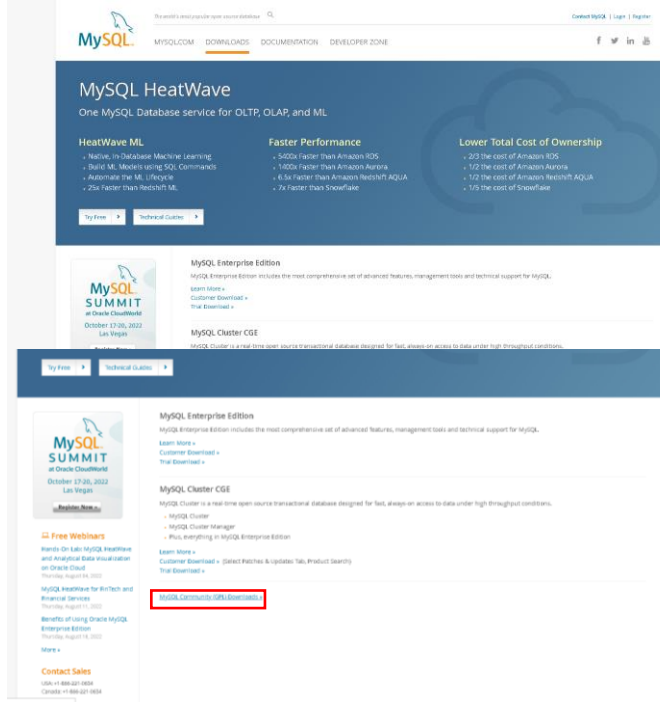 The world's most popular open source database
Contact MySQL | Login | Register
MySQL
MYSQL.COM DOWNLOADS DOCUMENTATION DEVELOPER ZONE
MySQL HeatWave
One MySQL Database service for OLTP, OLAP, and ML
HeatWave ML
Native, In-Database Machine Learning
Build ML Models using SQL Commands
Automate the ML Lifecycle
25x Faster than Redshift ML
Faster Performance
5400x Faster than Amazon RDS
1400x Faster than Amazon Aurora
6.5x Faster than Amazon Redshift AQUA
7x Faster than Snowflake
Lower Total Cost of Ownership
2/3 the cost of Amazon RDS
1/2 the cost of Amazon Aurora
1/2 the cost of Amazon Redshift AQUA
1/5 the cost of Snowflake
Try Free
Technical Guides
MySQL
SUMMIT
at Oracle CloudWorld
October 17-20, 2022
Las Vegas
Register Now »
MySQL Enterprise Edition
MySQL Enterprise Edition includes the most comprehensive set of advanced features, management tools and technical support for MySQL.
Learn More »
Customer Download »
Trial Download »
MySQL Cluster CGE
MySQL Cluster is a real-time open source transactional database designed for fast, always-on access to data under high throughput conditions.
Try Free
Technical Guides
MySQL
SUMMIT
at Oracle CloudWorld
October 17-20, 2022
Las Vegas
Register Now »
Free Webinars
Hands-On Lab: MySQL HeatWave
and Analytical Data Visualization
on Oracle Cloud
Thursday, August 04, 2022
MySQL HeatWave for FinTech and
Financial Services
Thursday, August 11, 2022
Benefits of Using Oracle MySQL
Enterprise Edition
Thursday, August 18, 2022
More »
Contact Sales
USA: +1-866-221-0634
Canada: +1-866-221-0634
MySQL Enterprise Edition
MySQL Enterprise Edition includes the most comprehensive set of advanced features, management tools and technical support for MySQL.
Learn More »
Customer Download »
Trial Download »
MySQL Cluster CGE
MySQL Cluster is a real-time open source transactional database designed for fast, always-on access to data under high throughput conditions.
MySQL Cluster
MySQL Cluster Manager
Plus, everything in MySQL Enterprise Edition
Learn More »
Customer Download » (Select Patches & Updates Tab, Product Search)
Trial Download »
MySQL Community (GPL) Downloads »